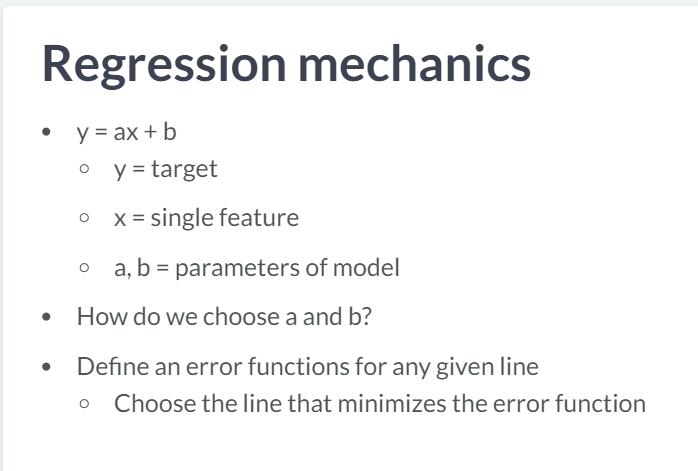 Regression mechanics
• y = ax + b
○ y = target
○ x = single feature
○ a, b = parameters of model
• How do we choose a and b?
• Define an error functions for any given line
○ Choose the line that minimizes the error function